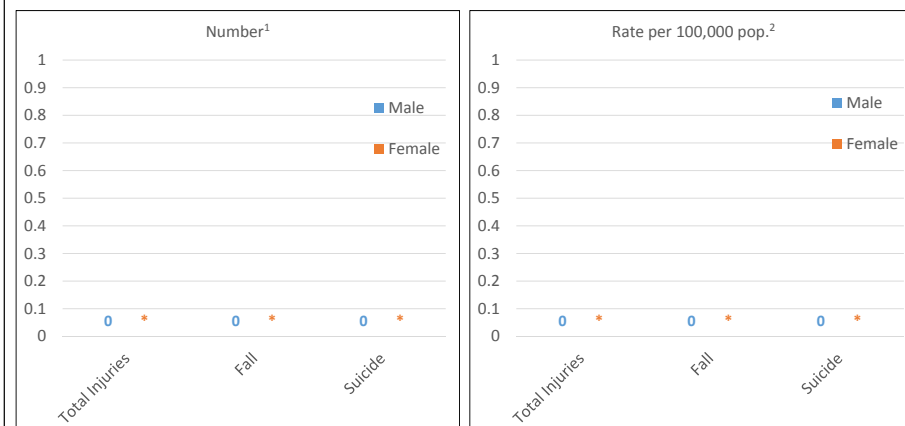 Number¹
1
0.9
0.8
0.7
0.6
0.5
0.4
0.3
0.2
0.1
0
Male
Female
0 * 0 * 0 *
Total Injuries
Fall
Suicide
Rate per 100,000 pop.²
1
0.9
0.8
0.7
0.6
0.5
0.4
0.3
0.2
0.1
0
Male
Female
0 * 0 * 0 *
Total Injuries
Fall
Suicide